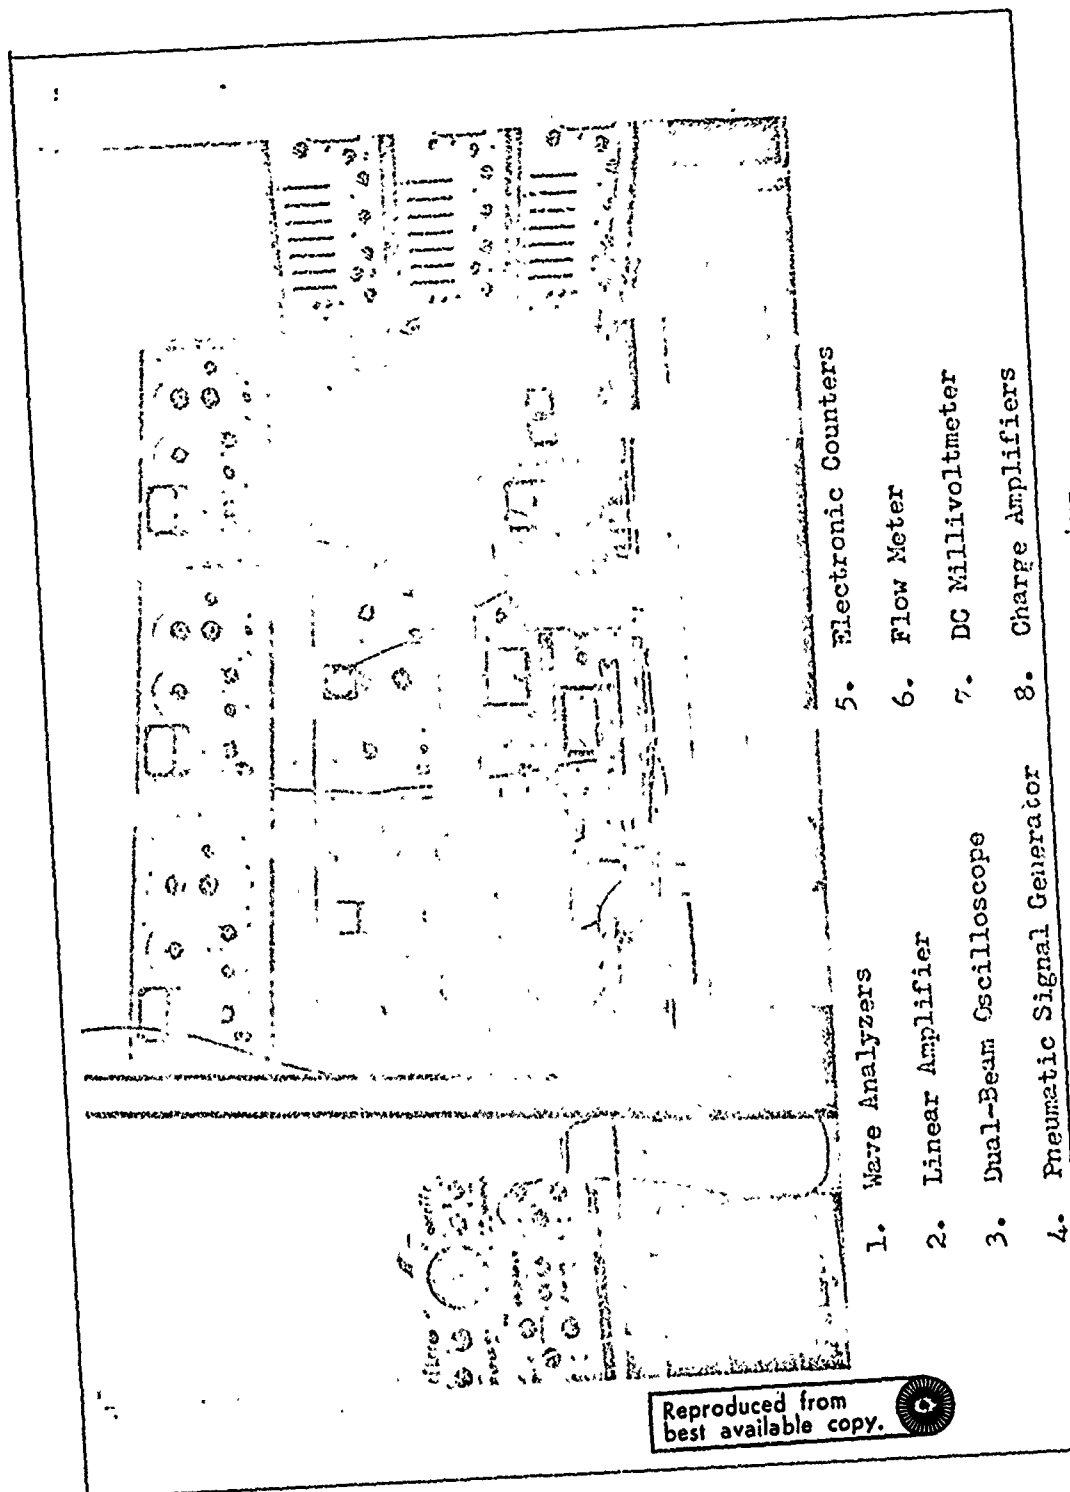 1. Wave Analyzers
2. Linear Amplifier
3. Dual-Beam Oscilloscope
4. Pneumatic Signal Generator
5. Electronic Counters
6. Flow Meter
7. DC Millivoltmeter
8. Charge Amplifiers
Reproduced from
best available copy.